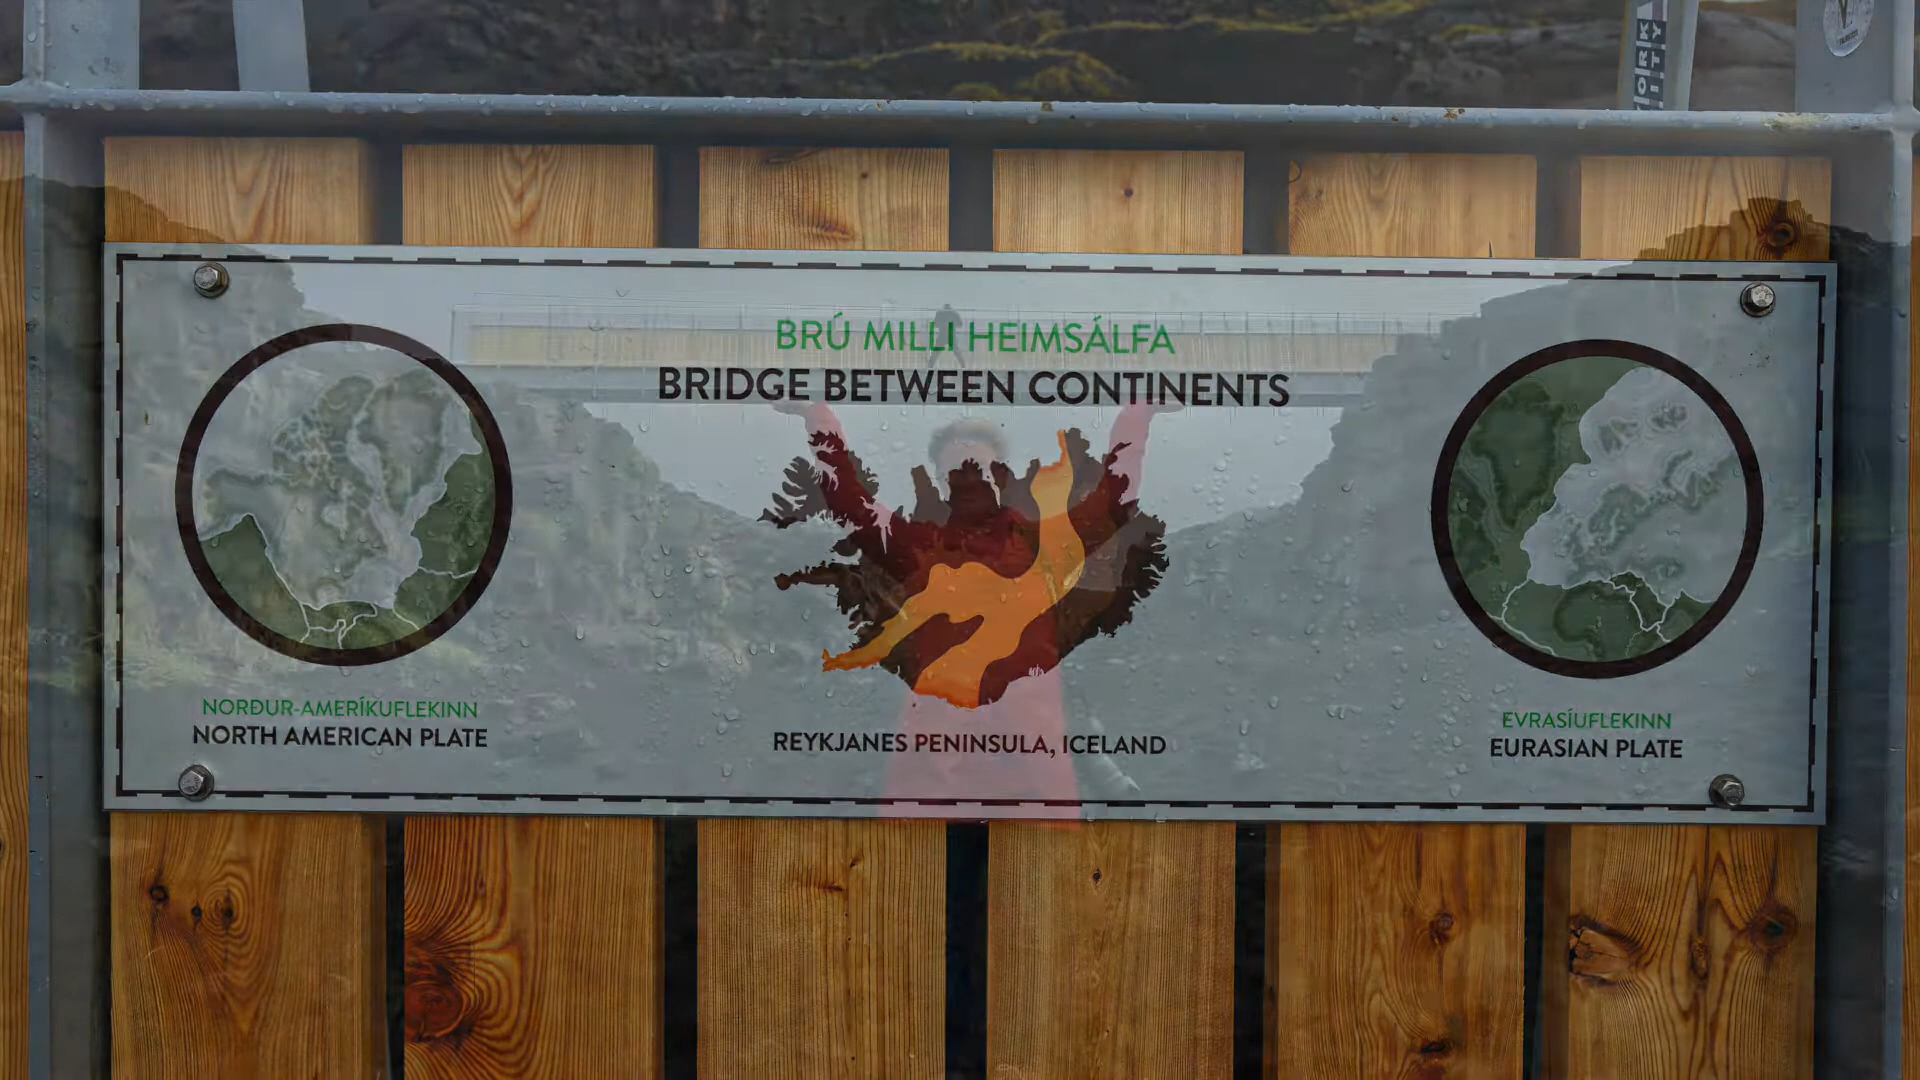 BRÚ MILLI HEIMSÁLFA
BRIDGE BETWEEN CONTINENTS
NORÐUR-AMERÍKUFLEKINN
NORTH AMERICAN PLATE
REYKJANES PENINSULA, ICELAND
EVRASÍUFLEKINN
EURASIAN PLATE